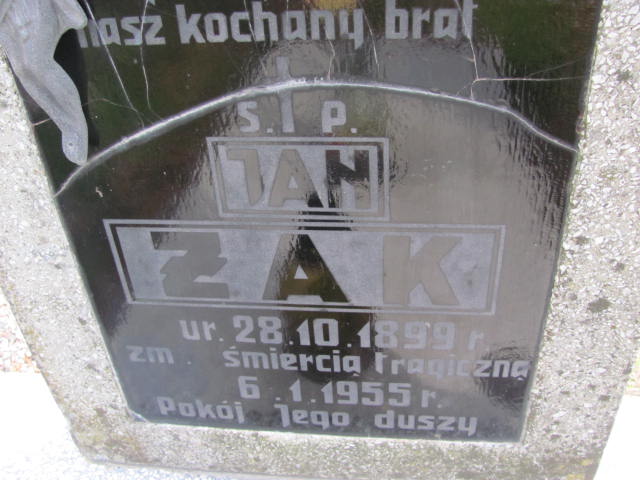 nasz kochany brat
ś. p.
JAN
ŻAK
ur. 28.10.1899 r.
zm. śmiercią tragiczną
6.1.1955 r.
Pokój Jego duszy